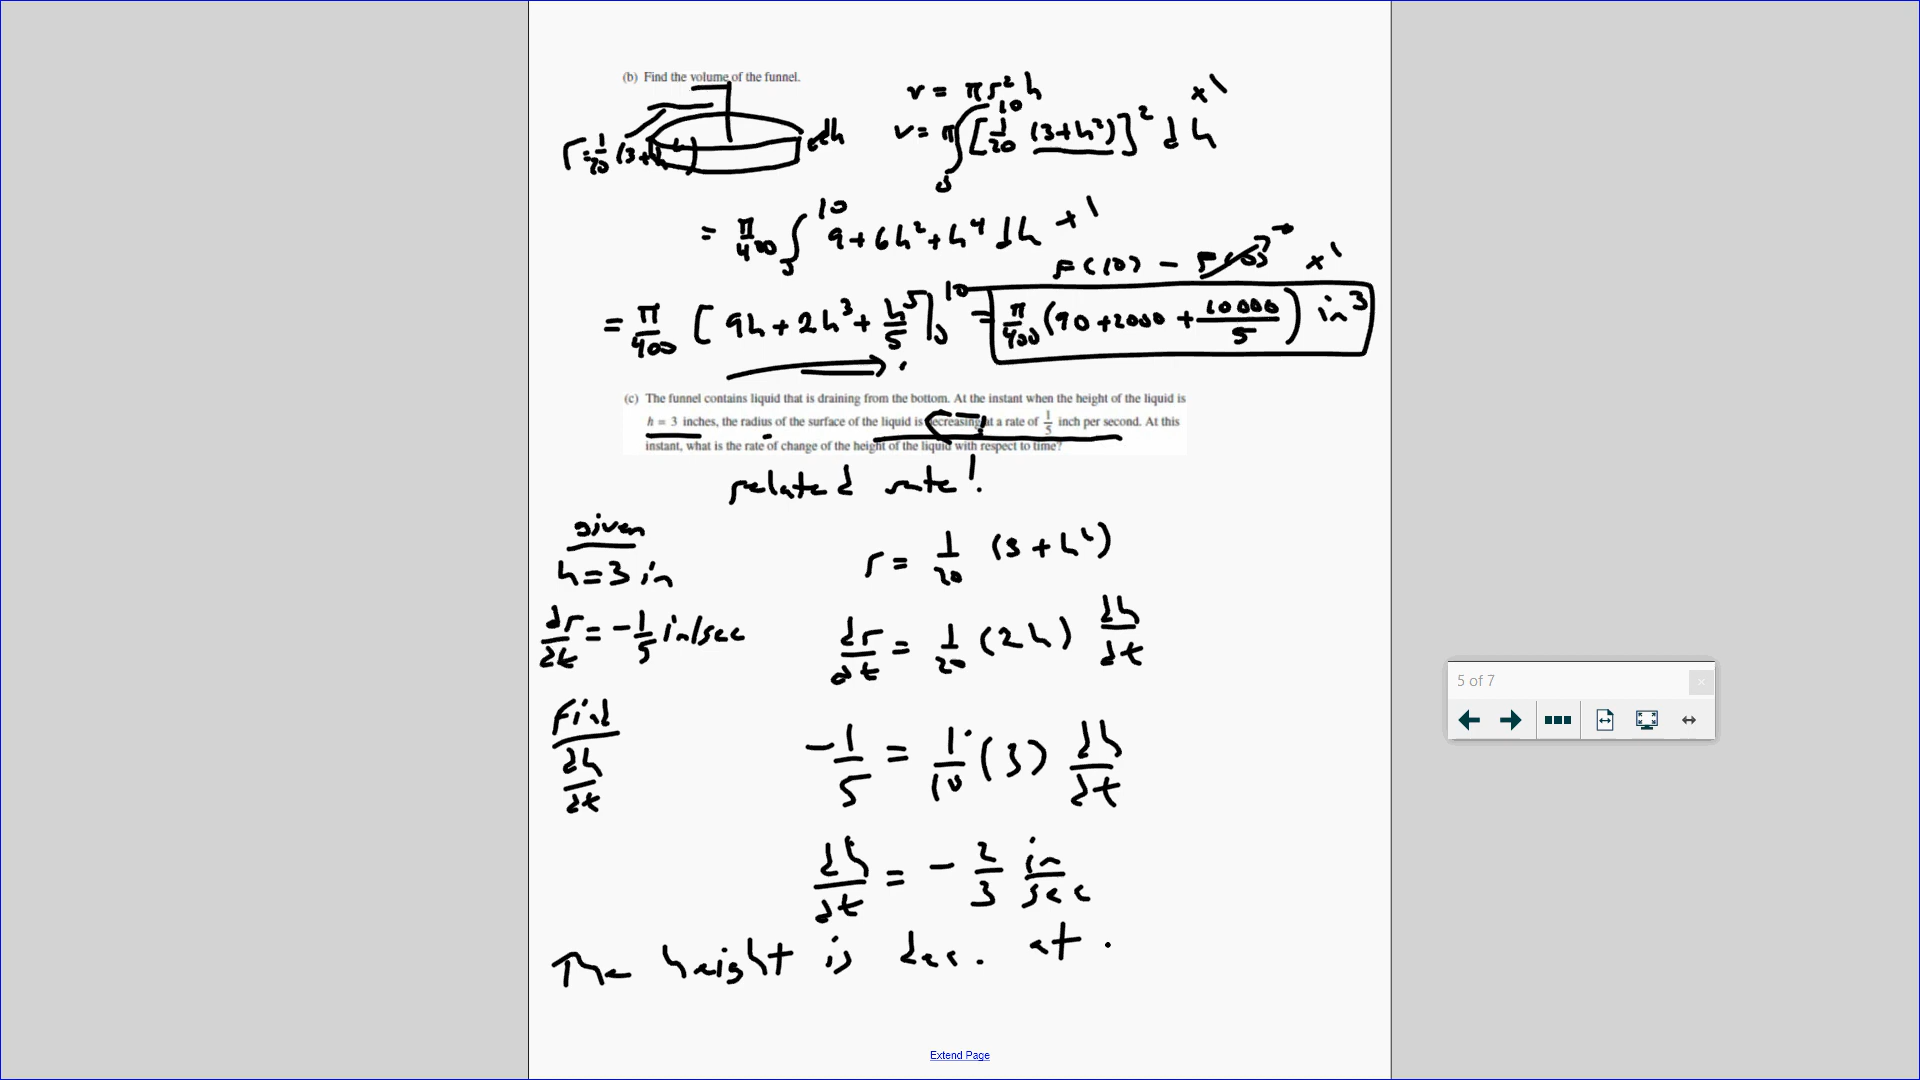 (b) Find the volume of the funnel.
v = πr²h
x 1
r = 1/20 (3+h²)
dh
v = π ∫₀¹⁰ [1/20 (3+h²)]² dh
= π/400 ∫₀¹⁰ 9+6h²+h⁴ dh x 1
F(10) - F(0) → 0 x 1
= π/400 [9h+2h³+h⁵/5]₀¹⁰ = π/400 (90+2000+10000/5) in³
(c) The funnel contains liquid that is draining from the bottom. At the instant when the height of the liquid is
h = 3 inches, the radius of the surface of the liquid is decreasing at a rate of 1/5 inch per second. At this
instant, what is the rate of change of the height of the liquid with respect to time?
related rate!
given
h=3 in
dr/dt = -1/5 in/sec
Find
dh/dt
r = 1/20 (3+h²)
dr/dt = 1/20 (2h) dh/dt
-1/5 = 1/10 (3) dh/dt
dh/dt = - 2/3 in/sec
The height is dec. at
5 of 7
Extend Page